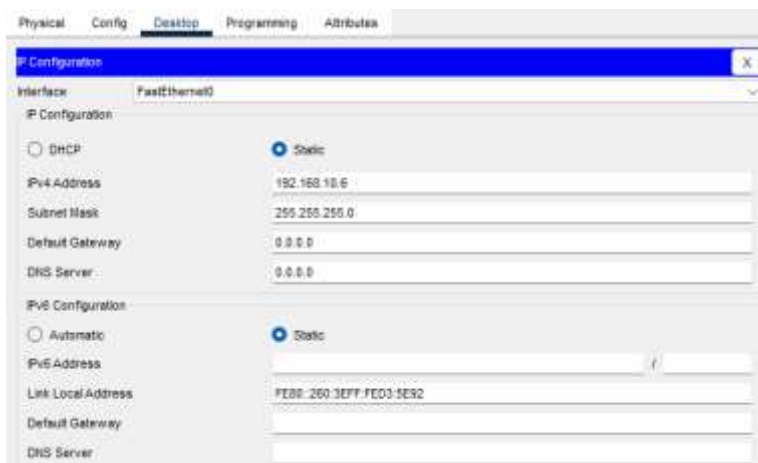 Physical Config Desktop Programming Attributes
IP Configuration X
Interface FastEthernet0
IP Configuration
DHCP Static
IPv4 Address 192.168.10.6
Subnet Mask 255.255.255.0
Default Gateway 0.0.0.0
DNS Server 0.0.0.0
IPv6 Configuration
Automatic Static
IPv6 Address /
Link Local Address FE80::260:3EFF:FED3:5E92
Default Gateway
DNS Server